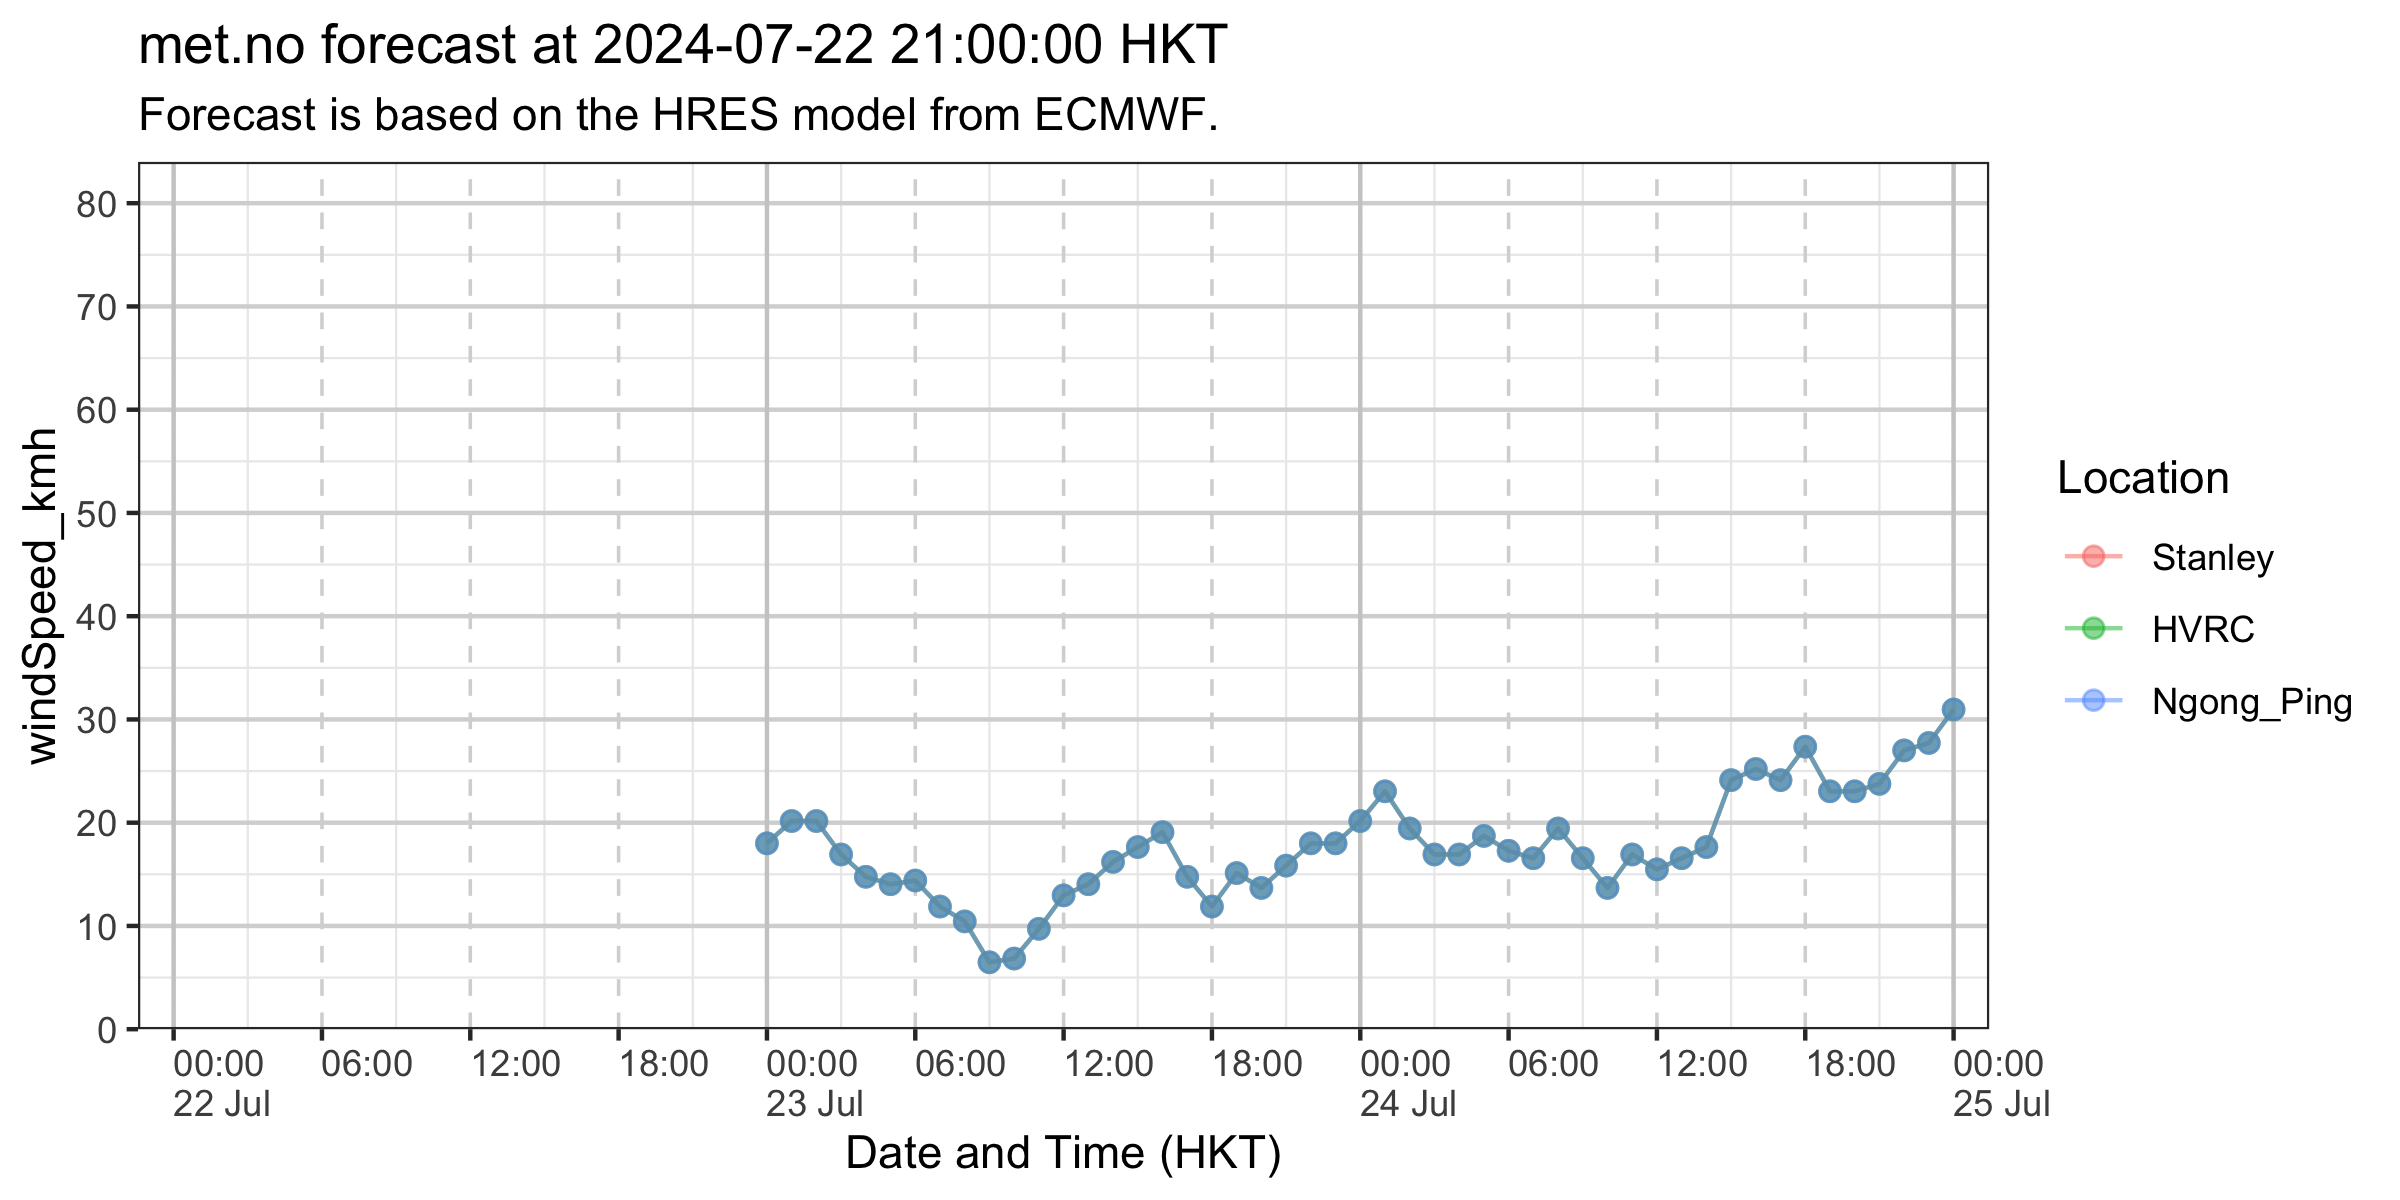 met.no forecast at 2024-07-22 21:00:00 HKT
Forecast is based on the HRES model from ECMWF.
windSpeed_kmh
80
70
60
50
40
30
20
10
0
00:00 06:00 12:00 18:00 00:00 06:00 12:00 18:00 00:00 06:00 12:00 18:00 00:00
22 Jul 23 Jul 24 Jul 25 Jul
Date and Time (HKT)
Location
Stanley
HVRC
Ngong_Ping